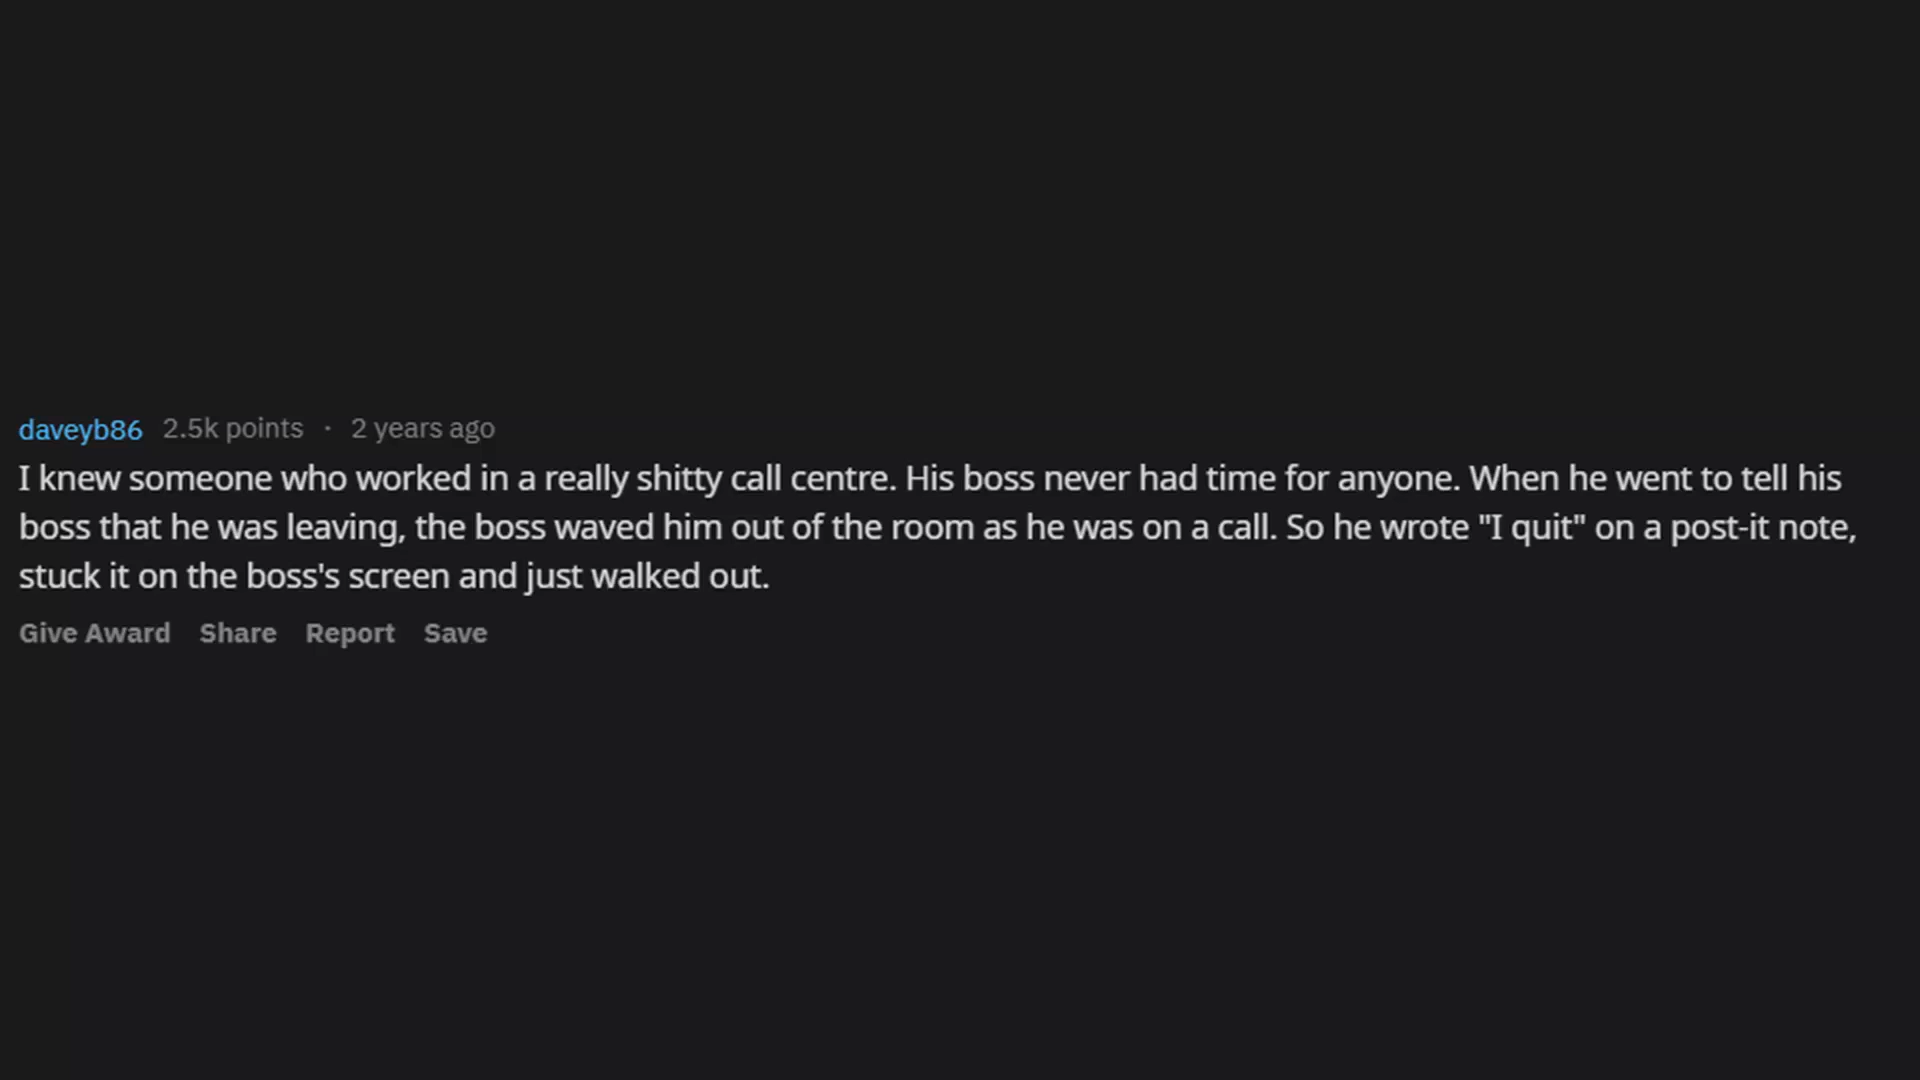 daveyb86 2.5k points · 2 years ago
I knew someone who worked in a really shitty call centre. His boss never had time for anyone. When he went to tell his
boss that he was leaving, the boss waved him out of the room as he was on a call. So he wrote "I quit" on a post-it note,
stuck it on the boss's screen and just walked out.
Give Award Share Report Save